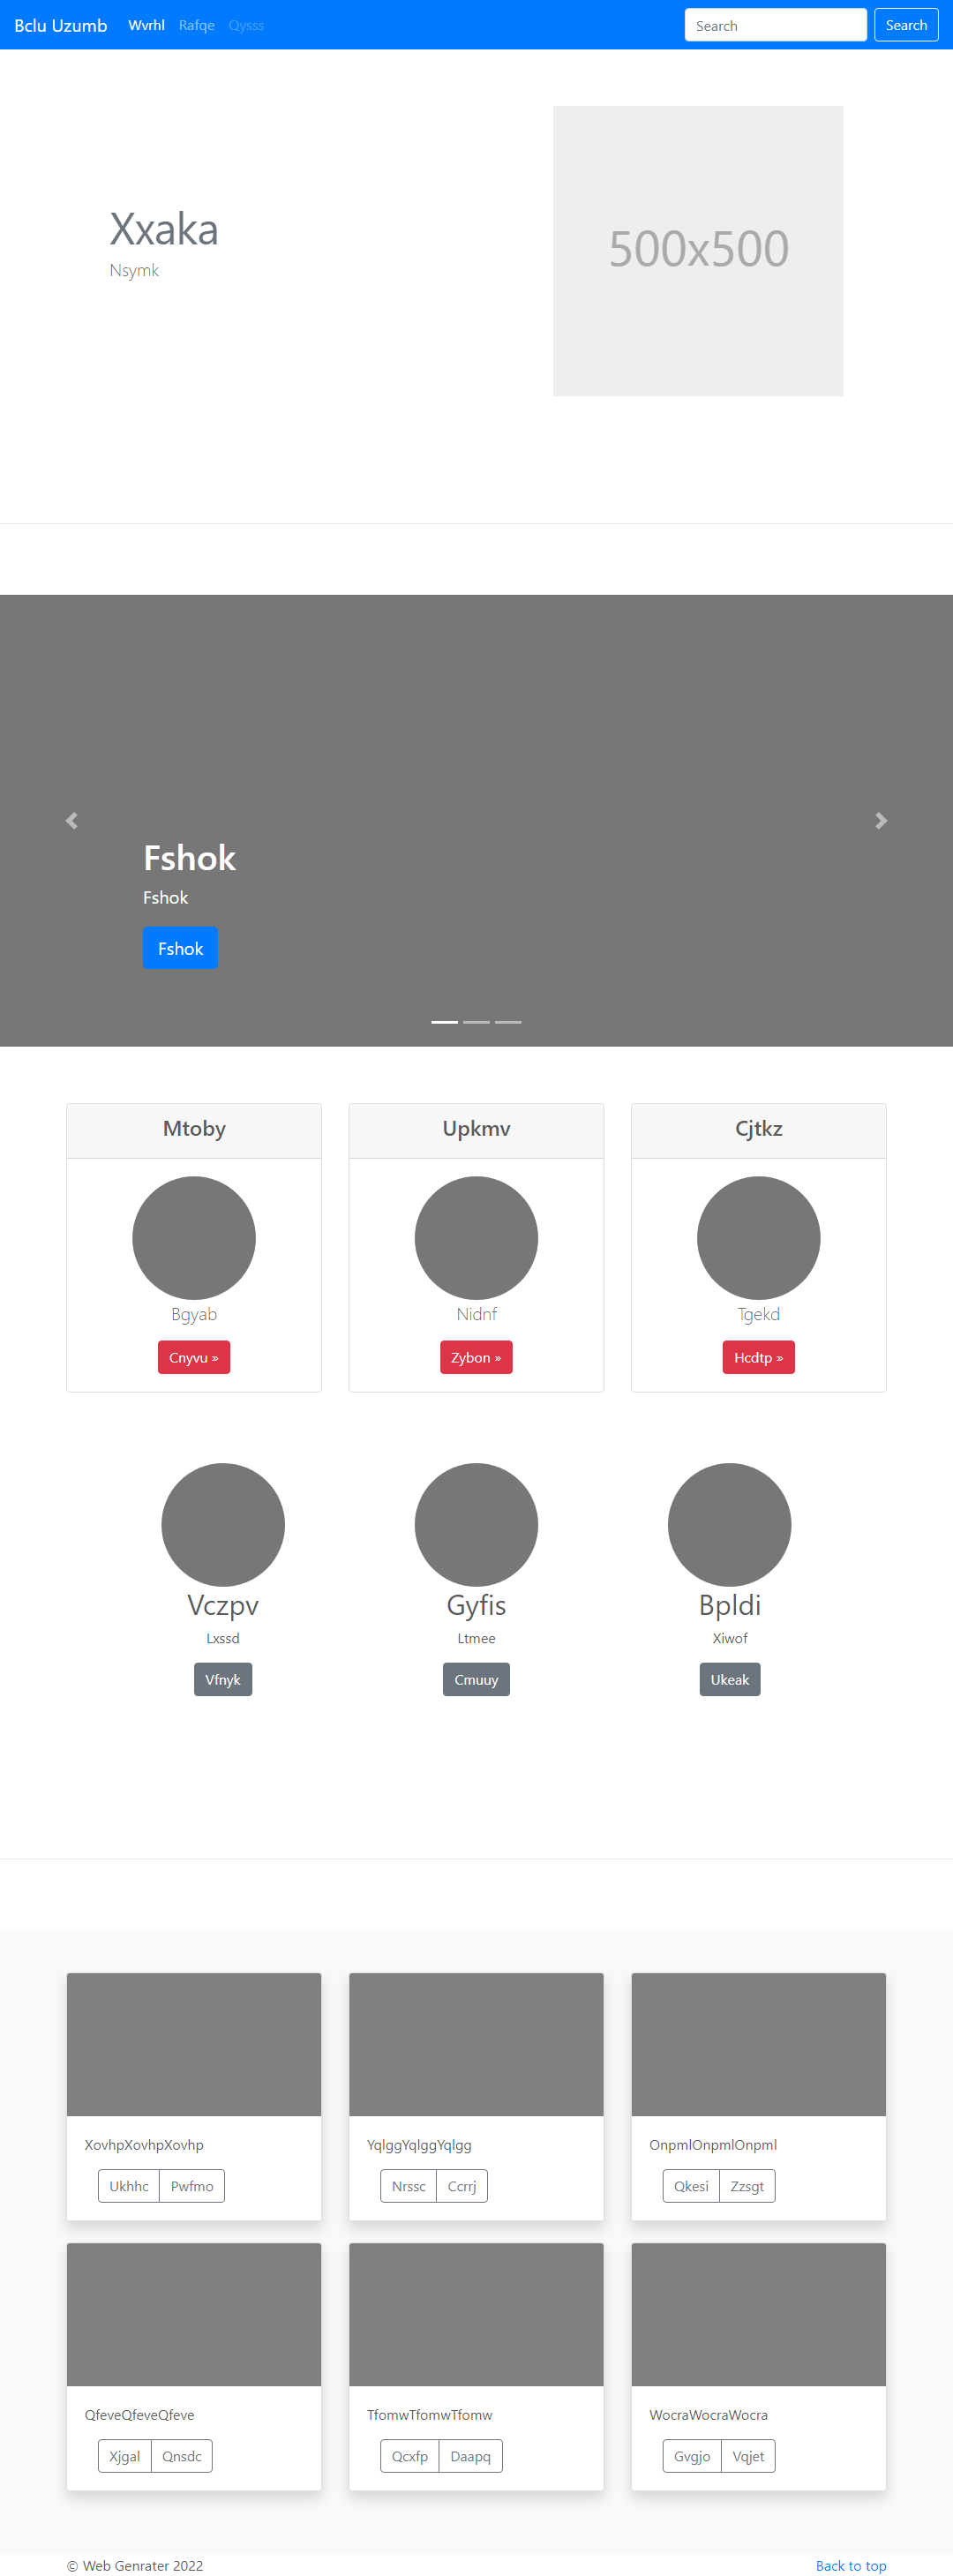 Bclu Uzumb Wvrhl Rafqe Qysss Search Search
Xxaka
Nsymk
500x500
Fshok
Fshok
Fshok
Mtoby Upkmv Cjtkz
Bgyab Nidnf Tgekd
Cnyvu » Zybon » Hcdtp »
Vczpv Gyfis Bpldi
Lxssd Ltmee Xiwof
Vfnyk Cmuuy Ukeak
XovhpXovhpXovhp YqlggYqlggYqlgg OnpmlOnpmlOnpml
Ukhhc Pwfmo Nrssc Ccrrj Qkesi Zzsgt
QfeveQfeveQfeve TfomwTfomwTfomw WocraWocraWocra
Xjgal Qnsdc Qcxfp Daapq Gvgjo Vqjet
© Web Genrater 2022 Back to top